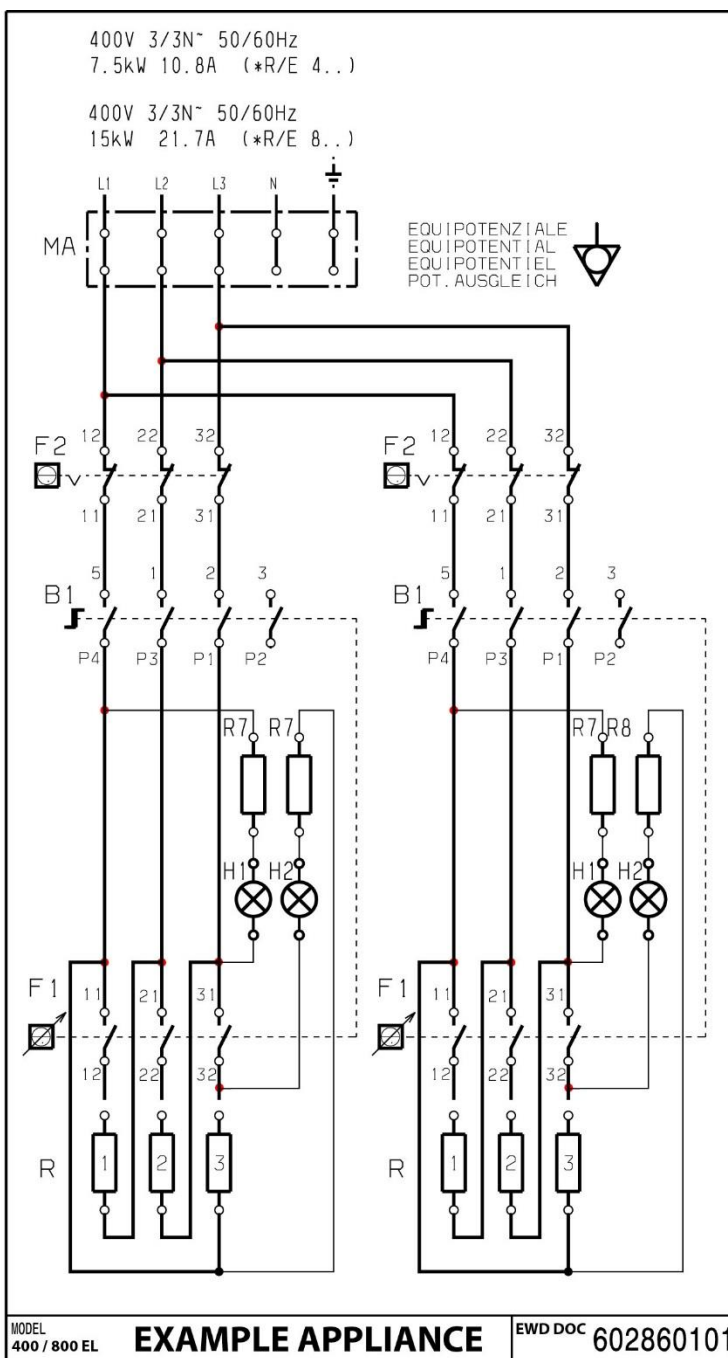 400V 3/3N~ 50/60Hz
7.5kW 10.8A (*R/E 4..)
400V 3/3N~ 50/60Hz
15kW 21.7A (*R/E 8..)
L1 L2 L3 N
MA
EQUIPOTENZIALE
EQUIPOTENTIAL
EQUIPOTENTIEL
POT.AUSGLEICH
F2 12 22 32 F2 12 22 32
11 21 31 11 21 31
B1 5 1 2 3 B1 5 1 2 3
P4 P3 P1 P2 P4 P3 P1 P2
R7 R7 R7 R8
H1 H2 H1 H2
F1 11 21 31 F1 11 21 31
12 22 32 12 22 32
R 1 2 3 R 1 2 3
MODEL
400 / 800 EL
EXAMPLE APPLIANCE
EWD DOC 602860101